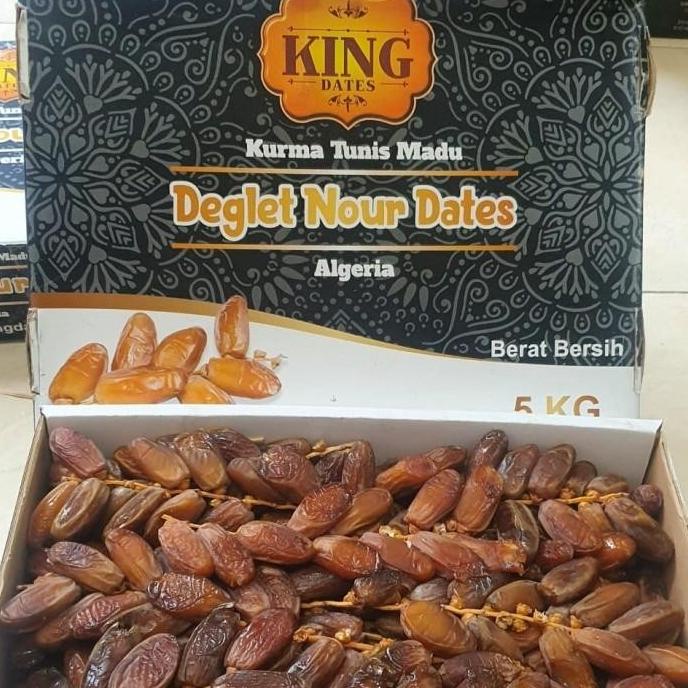 KING
DATES
Kurma Tunis Madu
Deglet Nour Dates
Algeria
Berat Bersih
5 KG